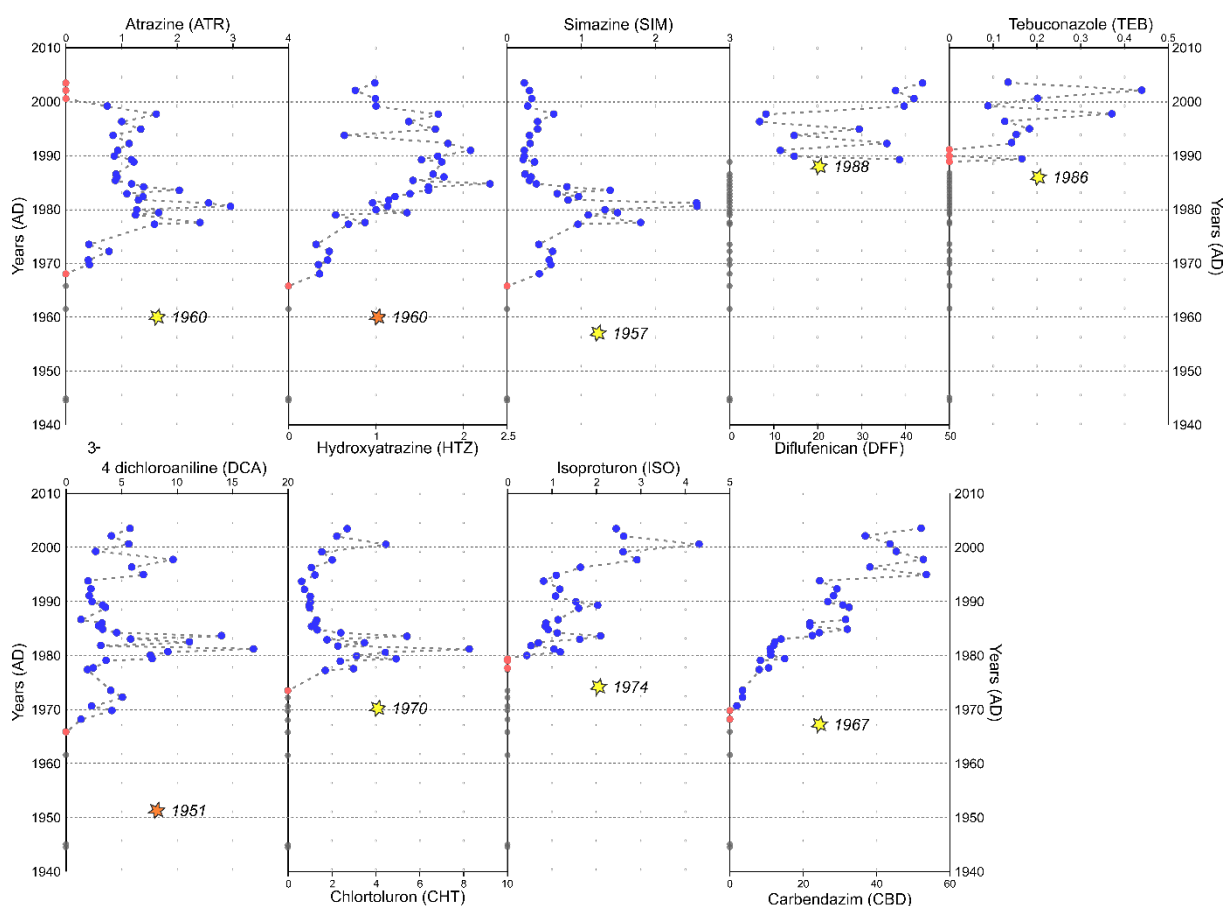 Atrazine (ATR) Simazine (SIM) Tebuconazole (TEB)
0 1 2 3 4 0 1 2 3 0 0.1 0.2 0.3 0.4 0.5
2010 2010
2000 2000
1990 1990
1988
1986
1980 1980
Years (AD) Years (AD)
1970 1970
1960 1960 1960 1960
1957
1950 1950
1940 1940
0 1 2 2.5 0 10 20 30 40 50
3- Hydroxyatrazine (HTZ) Diflufenican (DFF)
4 dichloroaniline (DCA) Isoproturon (ISO)
0 5 10 15 20 0 1 2 3 4 5
2010 2010
2000 2000
1990 1990
1980 1980
1974
Years (AD) Years (AD)
1970 1970 1970
1967
1960 1960
1951
1950 1950
1940 1940
0 2 4 6 8 10 0 20 40 60
Chlortoluron (CHT) Carbendazim (CBD)